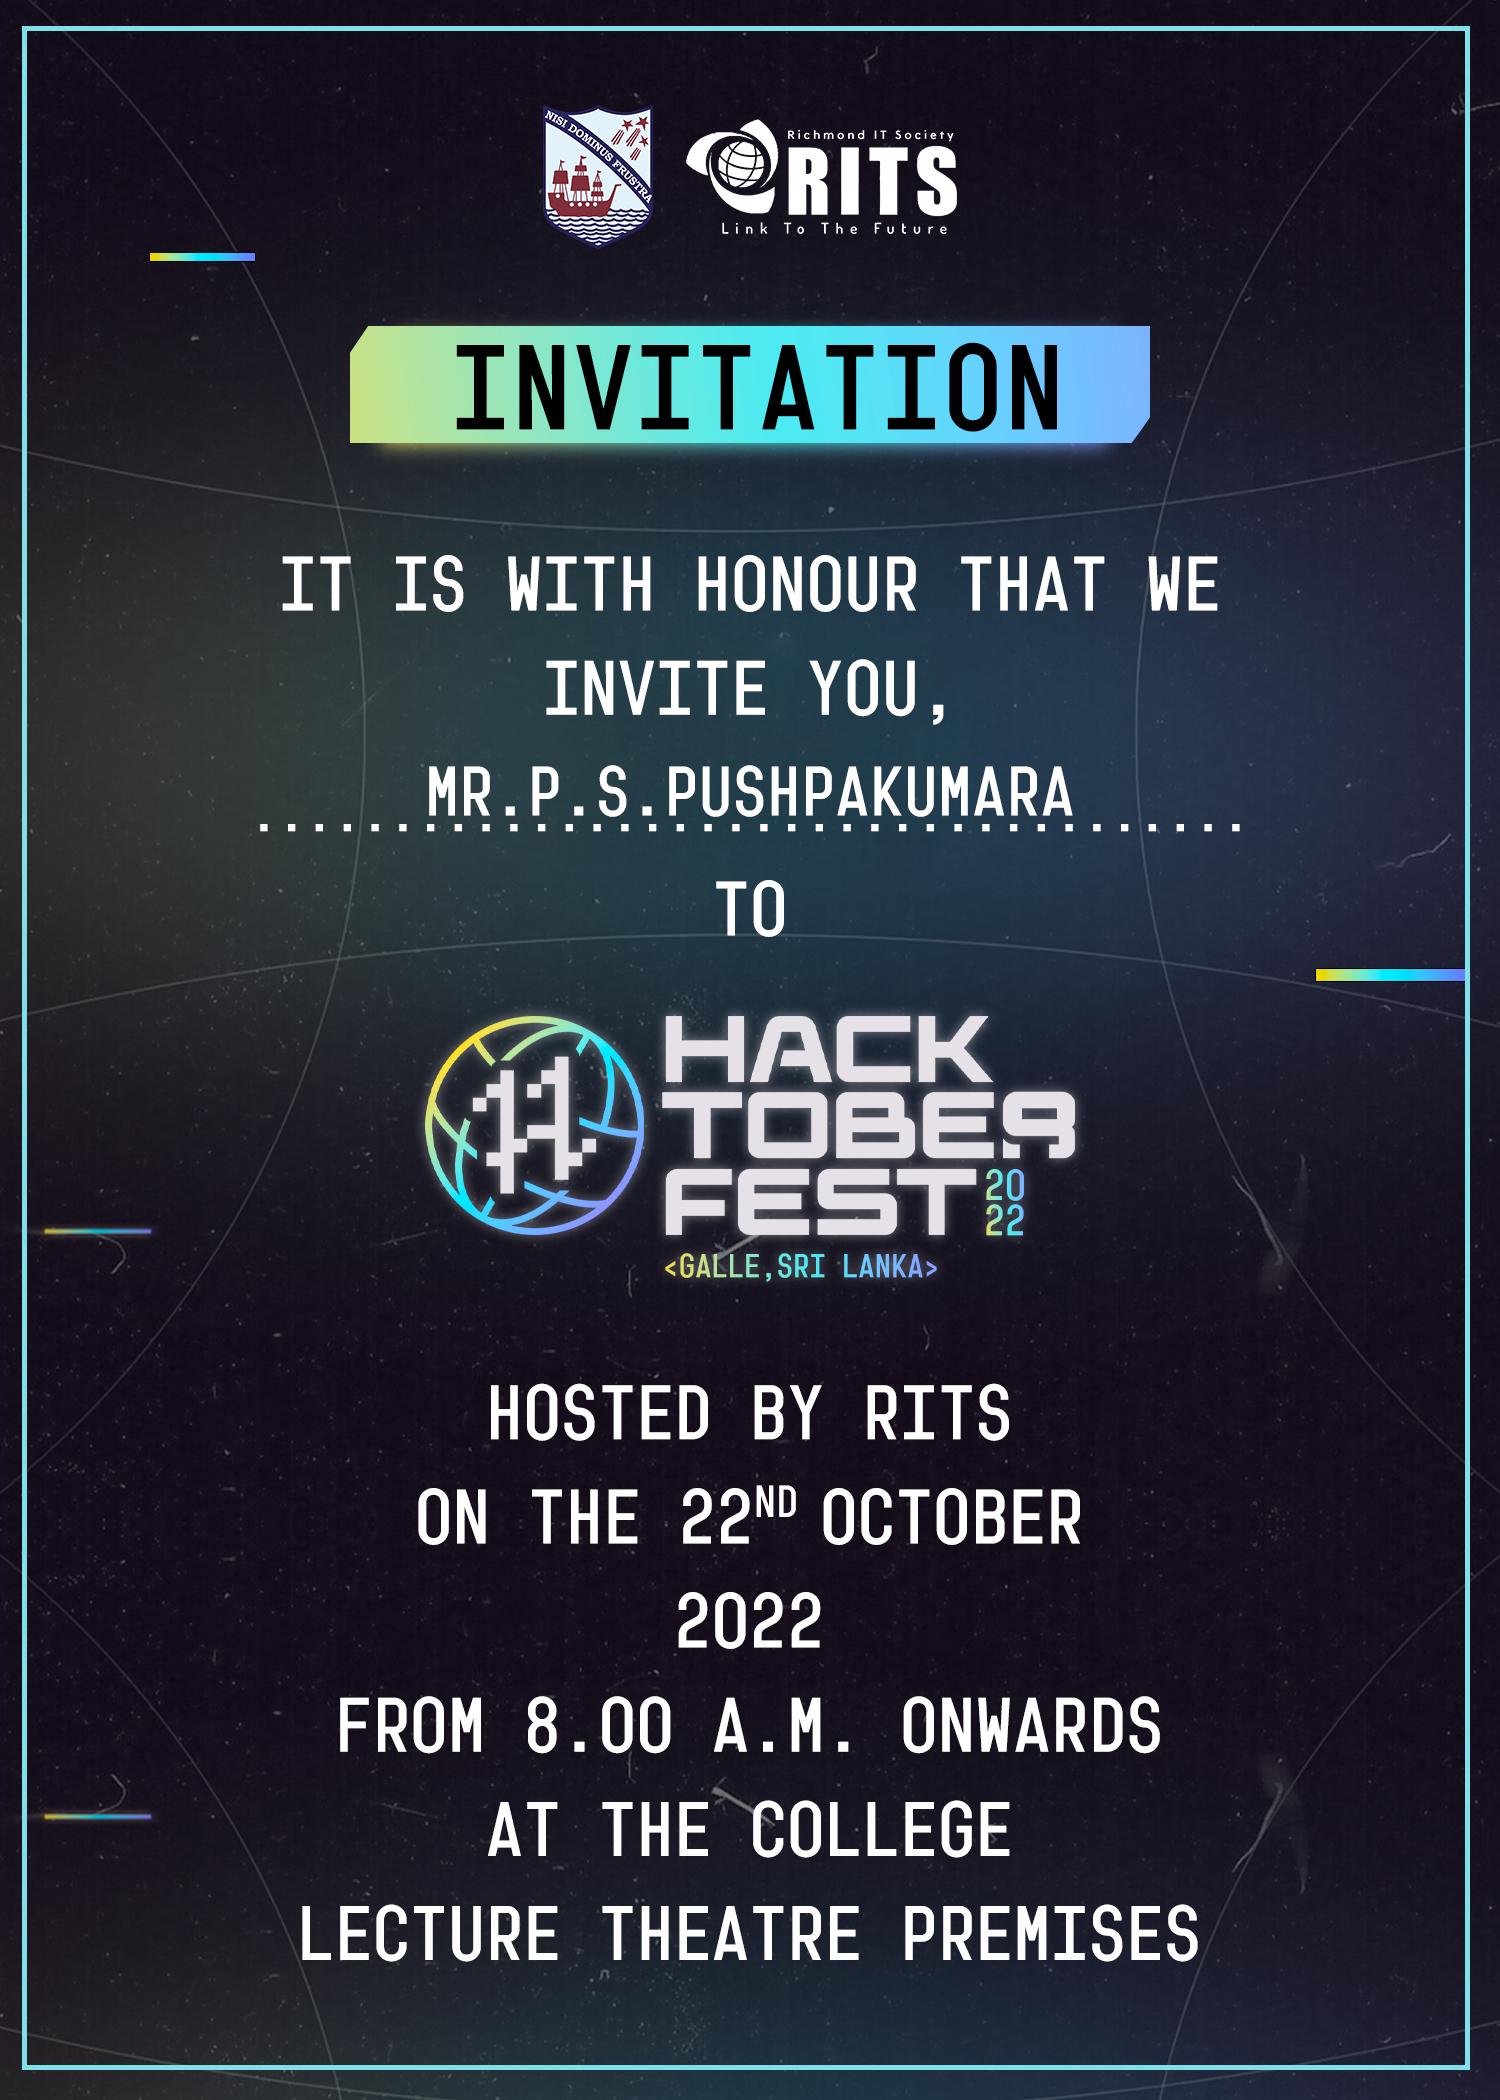 NISI DOMINUS FRUSTRA
Richmond IT Society
RITS
Link To The Future
INVITATION
IT IS WITH HONOUR THAT WE
INVITE YOU,
MR.P.S.PUSHPAKUMARA
....................................
TO
HACK
TOBER
FEST
20
22
<GALLE,SRI LANKA>
HOSTED BY RITS
ON THE 22ND OCTOBER
2022
FROM 8.00 A.M. ONWARDS
AT THE COLLEGE
LECTURE THEATRE PREMISES